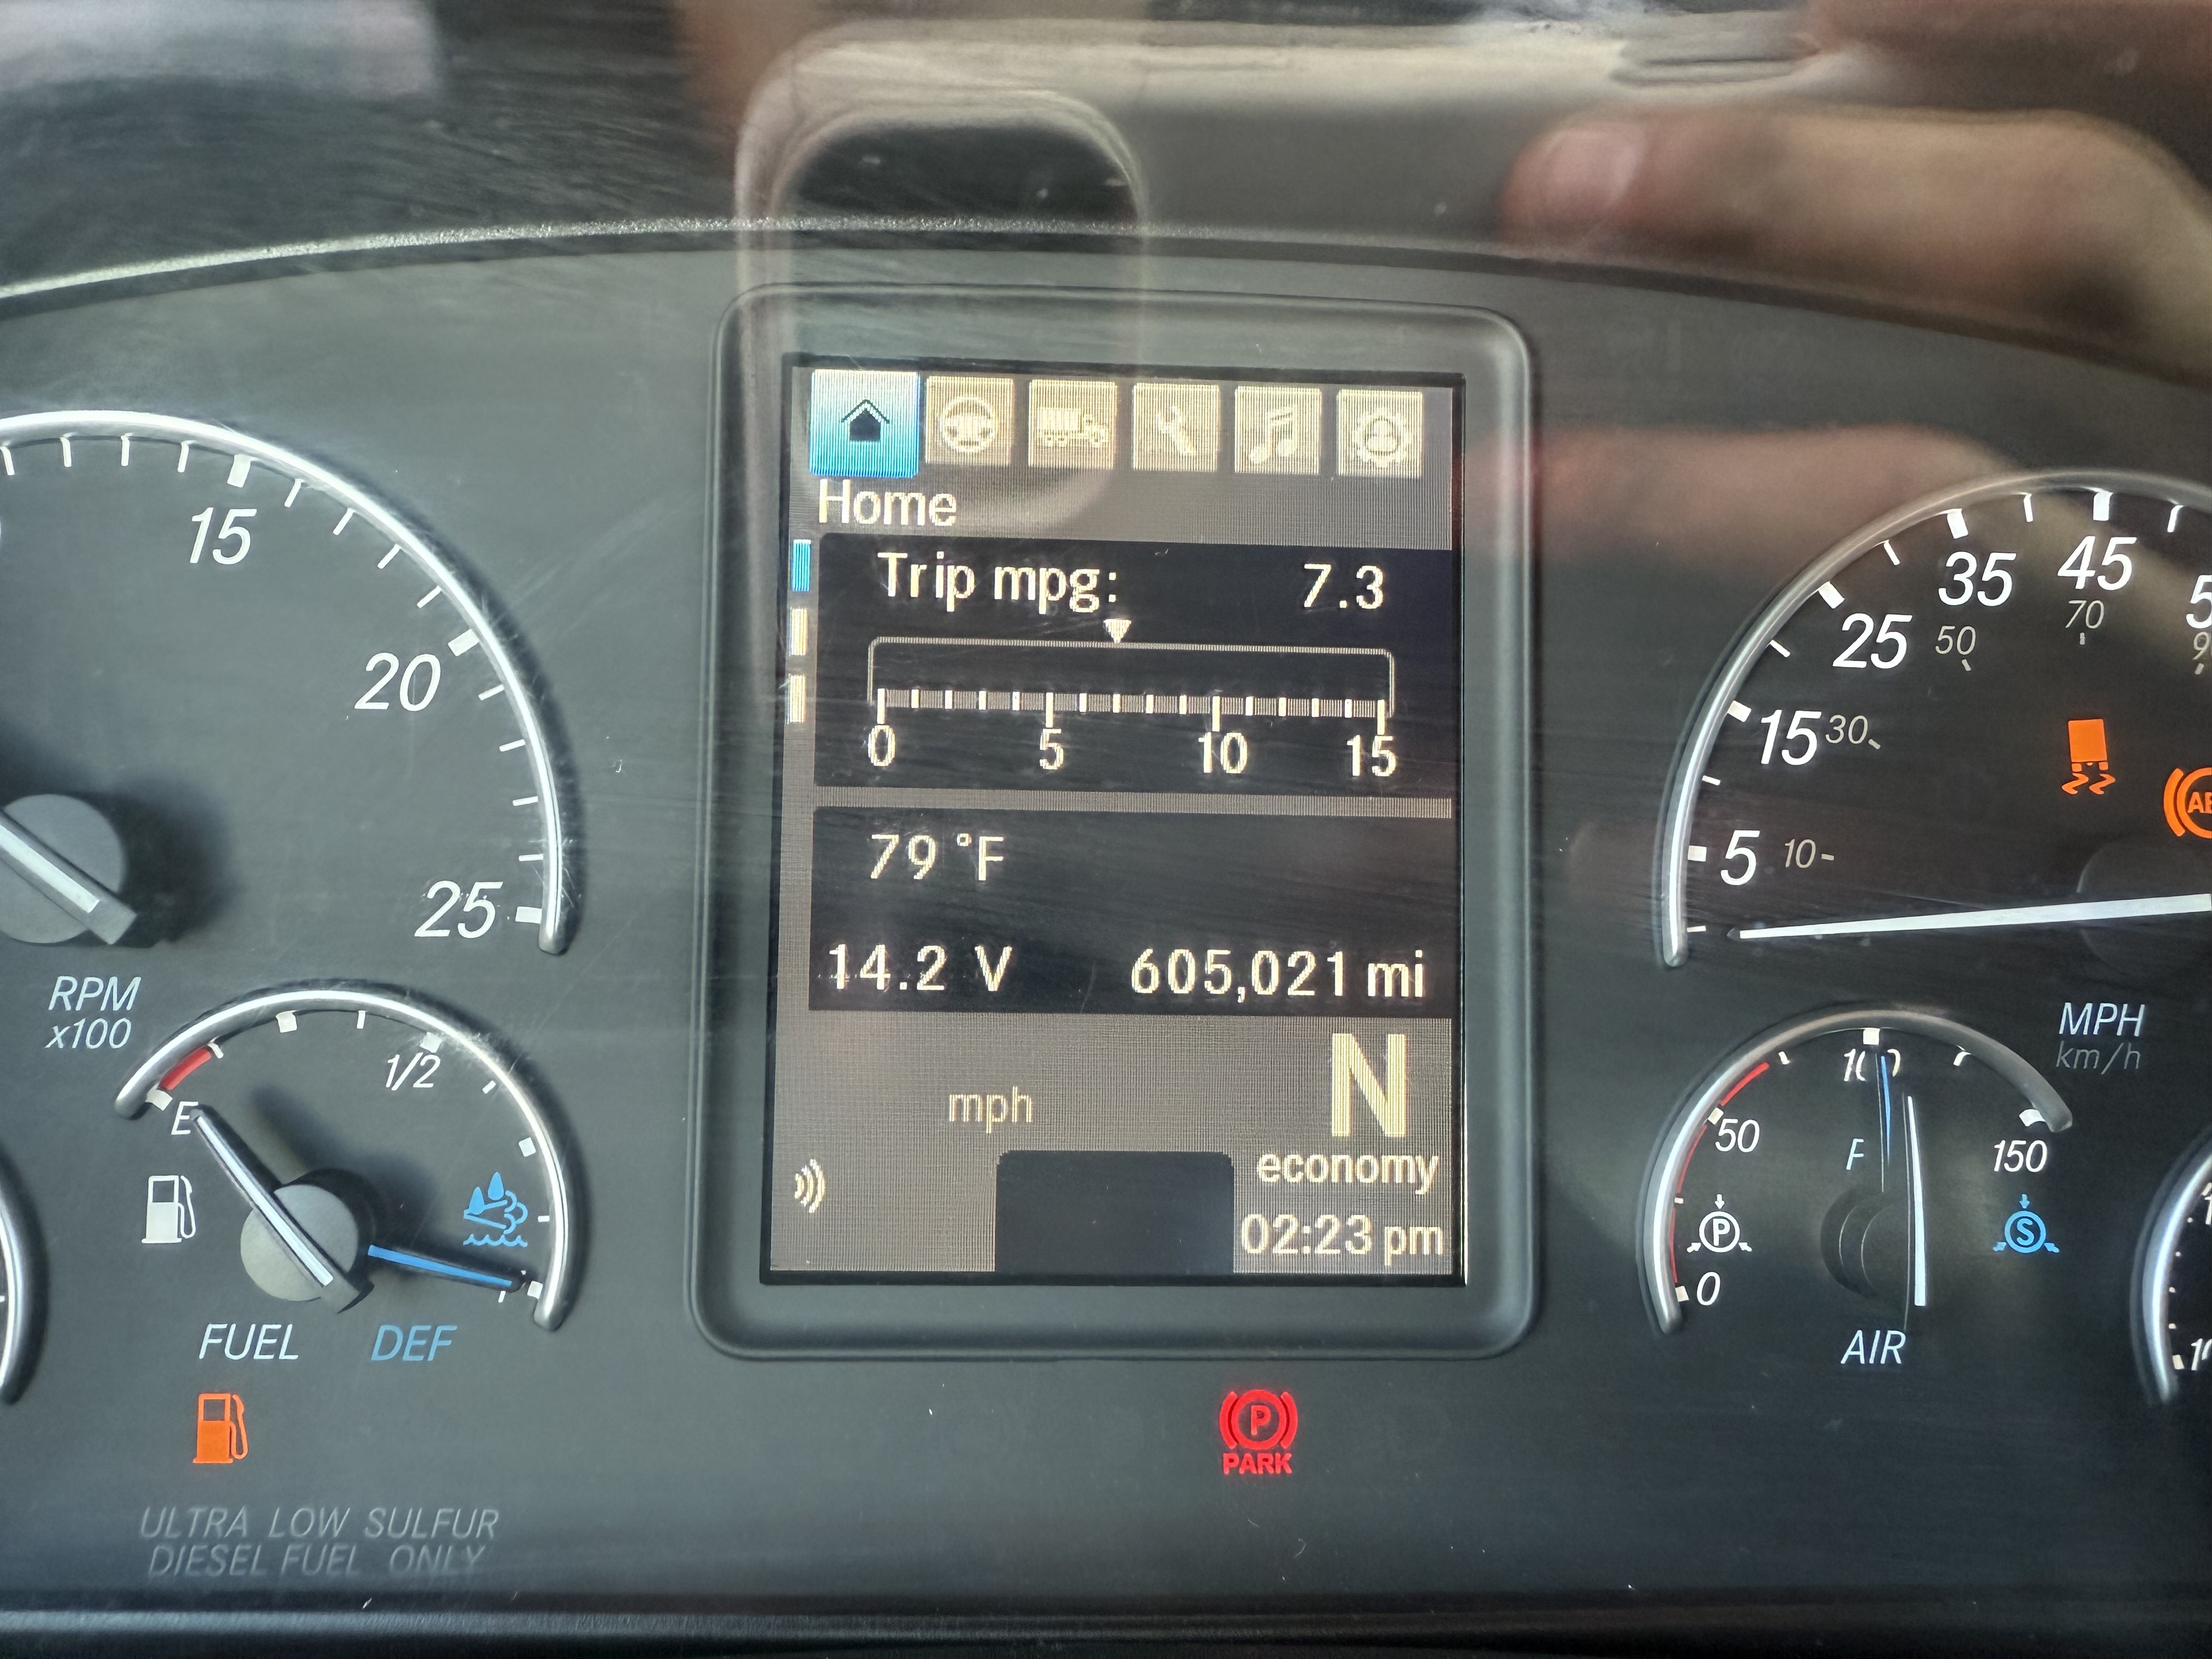 Home
Trip mpg: 7.3
0 5 10 15
79 °F
14.2 V 605,021 mi
N
mph
economy
02:23 pm
15
20
25
RPM
x100
E
1/2
FUEL DEF
ULTRA LOW SULFUR
DIESEL FUEL ONLY
P
PARK
5 10
15 30
25 50
35
45
70
MPH
km/h
0
50
100
150
P
S
AIR